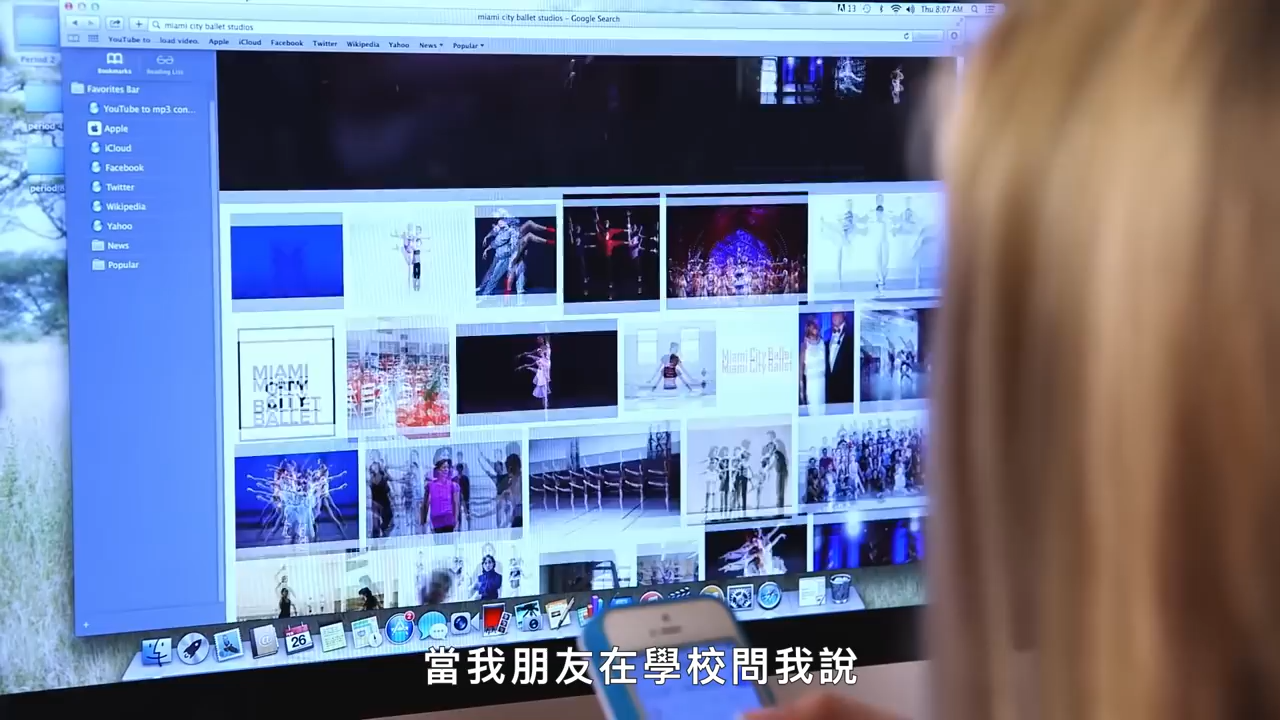 miami city ballet studios - Google Search
Thu 8:07 AM
miami city ballet studios
YouTube to
load video.
Apple
iCloud
Facebook
Twitter
Wikipedia
Yahoo
News
Popular
Bookmarks
Reading List
Favorites Bar
YouTube to mp3 con...
Apple
iCloud
Facebook
Twitter
Wikipedia
Yahoo
News
Popular
Period 2
MIAMI
CITY
BALLET
Miami City Ballet
26
當我朋友在學校問我說